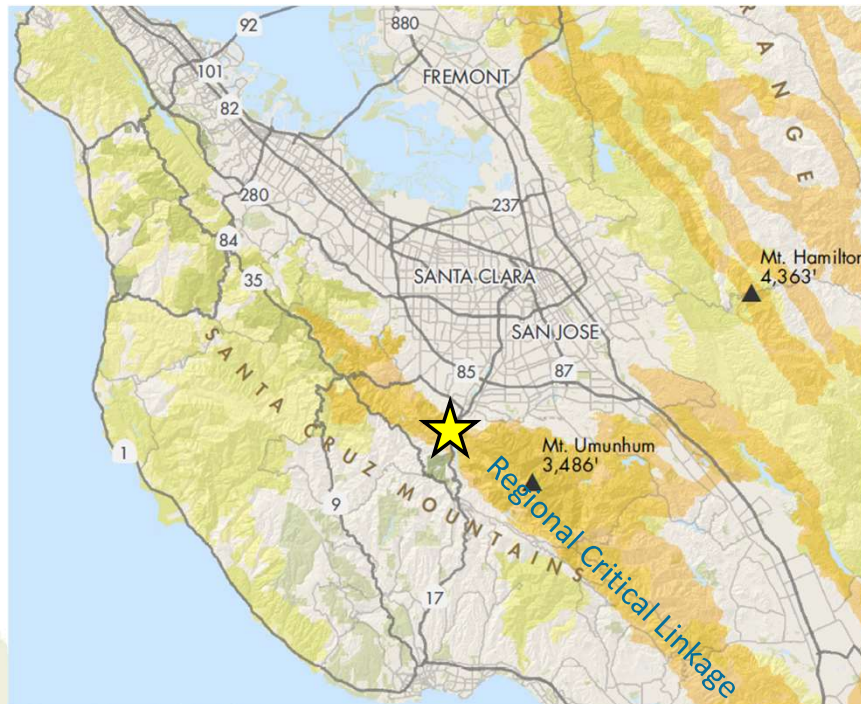 92
880
R A N G E
101
FREMONT
82
280
237
84
Mt. Hamilton
4,363'
35
SANTA CLARA
SAN JOSE
SANTA CRUZ MOUNTAINS
85
87
1
Mt. Umunhum
3,486'
Regional Critical Linkage
9
17